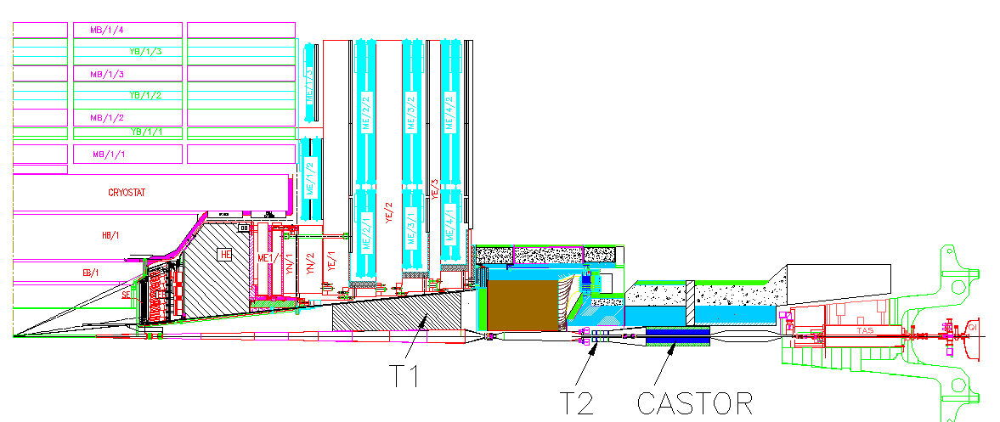 MB/1/4
YB/1/3
MB/1/3
YB/1/2
MB/1/2
YB/1/1
MB/1/1
CRYOSTAT
HB/1
EB/1
SE
HE
ME1/1
YN/1
YN/2
YE/1
ME/1/3
ME/1/2
ME/2/2
ME/2/1
YE/2
ME/3/2
ME/3/1
YE/3
ME/4/2
ME/4/1
TAS
T1
T2 CASTOR